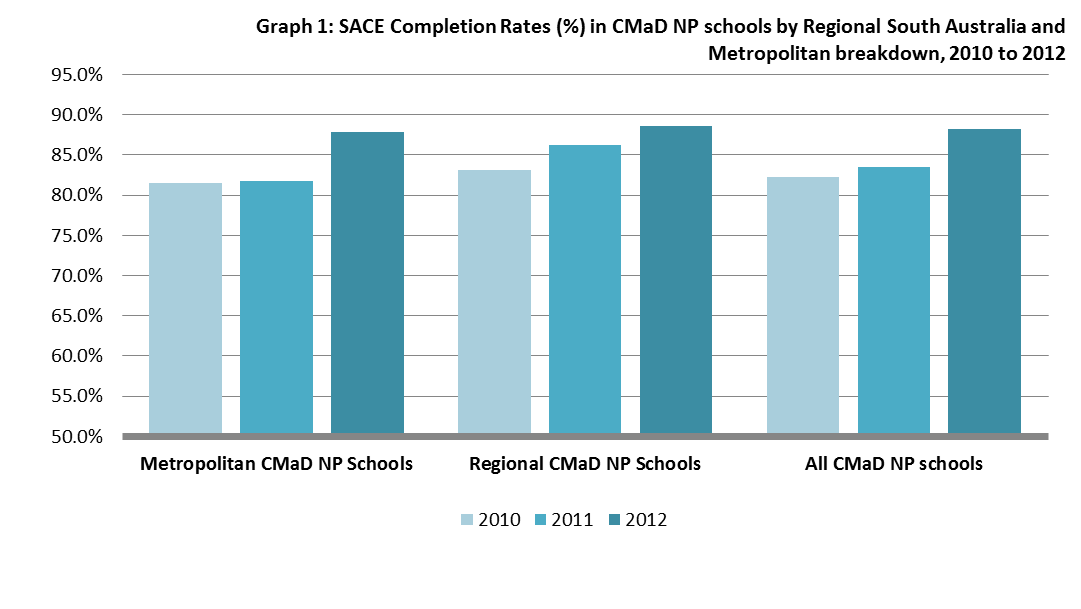 Graph 1: SACE Completion Rates (%) in CMaD NP schools by Regional South Australia and
Metropolitan breakdown, 2010 to 2012
95.0%
90.0%
85.0%
80.0%
75.0%
70.0%
65.0%
60.0%
55.0%
50.0%
Metropolitan CMaD NP Schools
Regional CMaD NP Schools
All CMaD NP schools
2010
2011
2012